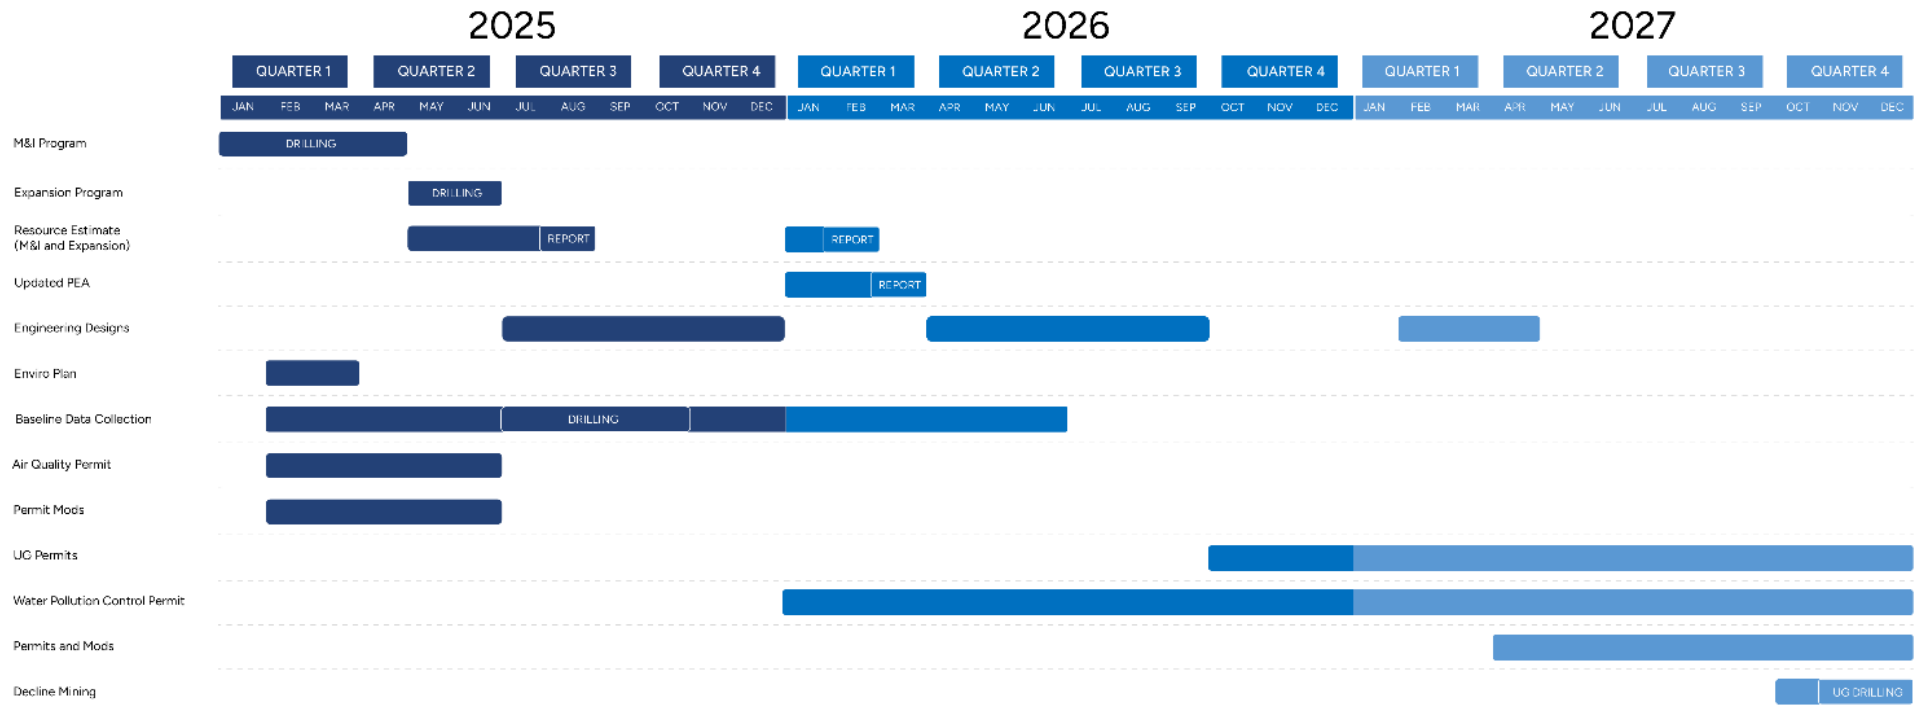 2025 2026 2027
QUARTER 1 QUARTER 2 QUARTER 3 QUARTER 4 QUARTER 1 QUARTER 2 QUARTER 3 QUARTER 4 QUARTER 1 QUARTER 2 QUARTER 3 QUARTER 4
JAN FEB MAR APR MAY JUN JUL AUG SEP OCT NOV DEC JAN FEB MAR APR MAY JUN JUL AUG SEP OCT NOV DEC JAN FEB MAR APR MAY JUN JUL AUG SEP OCT NOV DEC
M&I Program DRILLING
Expansion Program DRILLING
Resource Estimate
(M&I and Expansion) REPORT REPORT
Updated PEA REPORT
Engineering Designs
Enviro Plan
Baseline Data Collection DRILLING
Air Quality Permit
Permit Mods
UG Permits
Water Pollution Control Permit
Permits and Mods
Decline Mining UG DRILLING